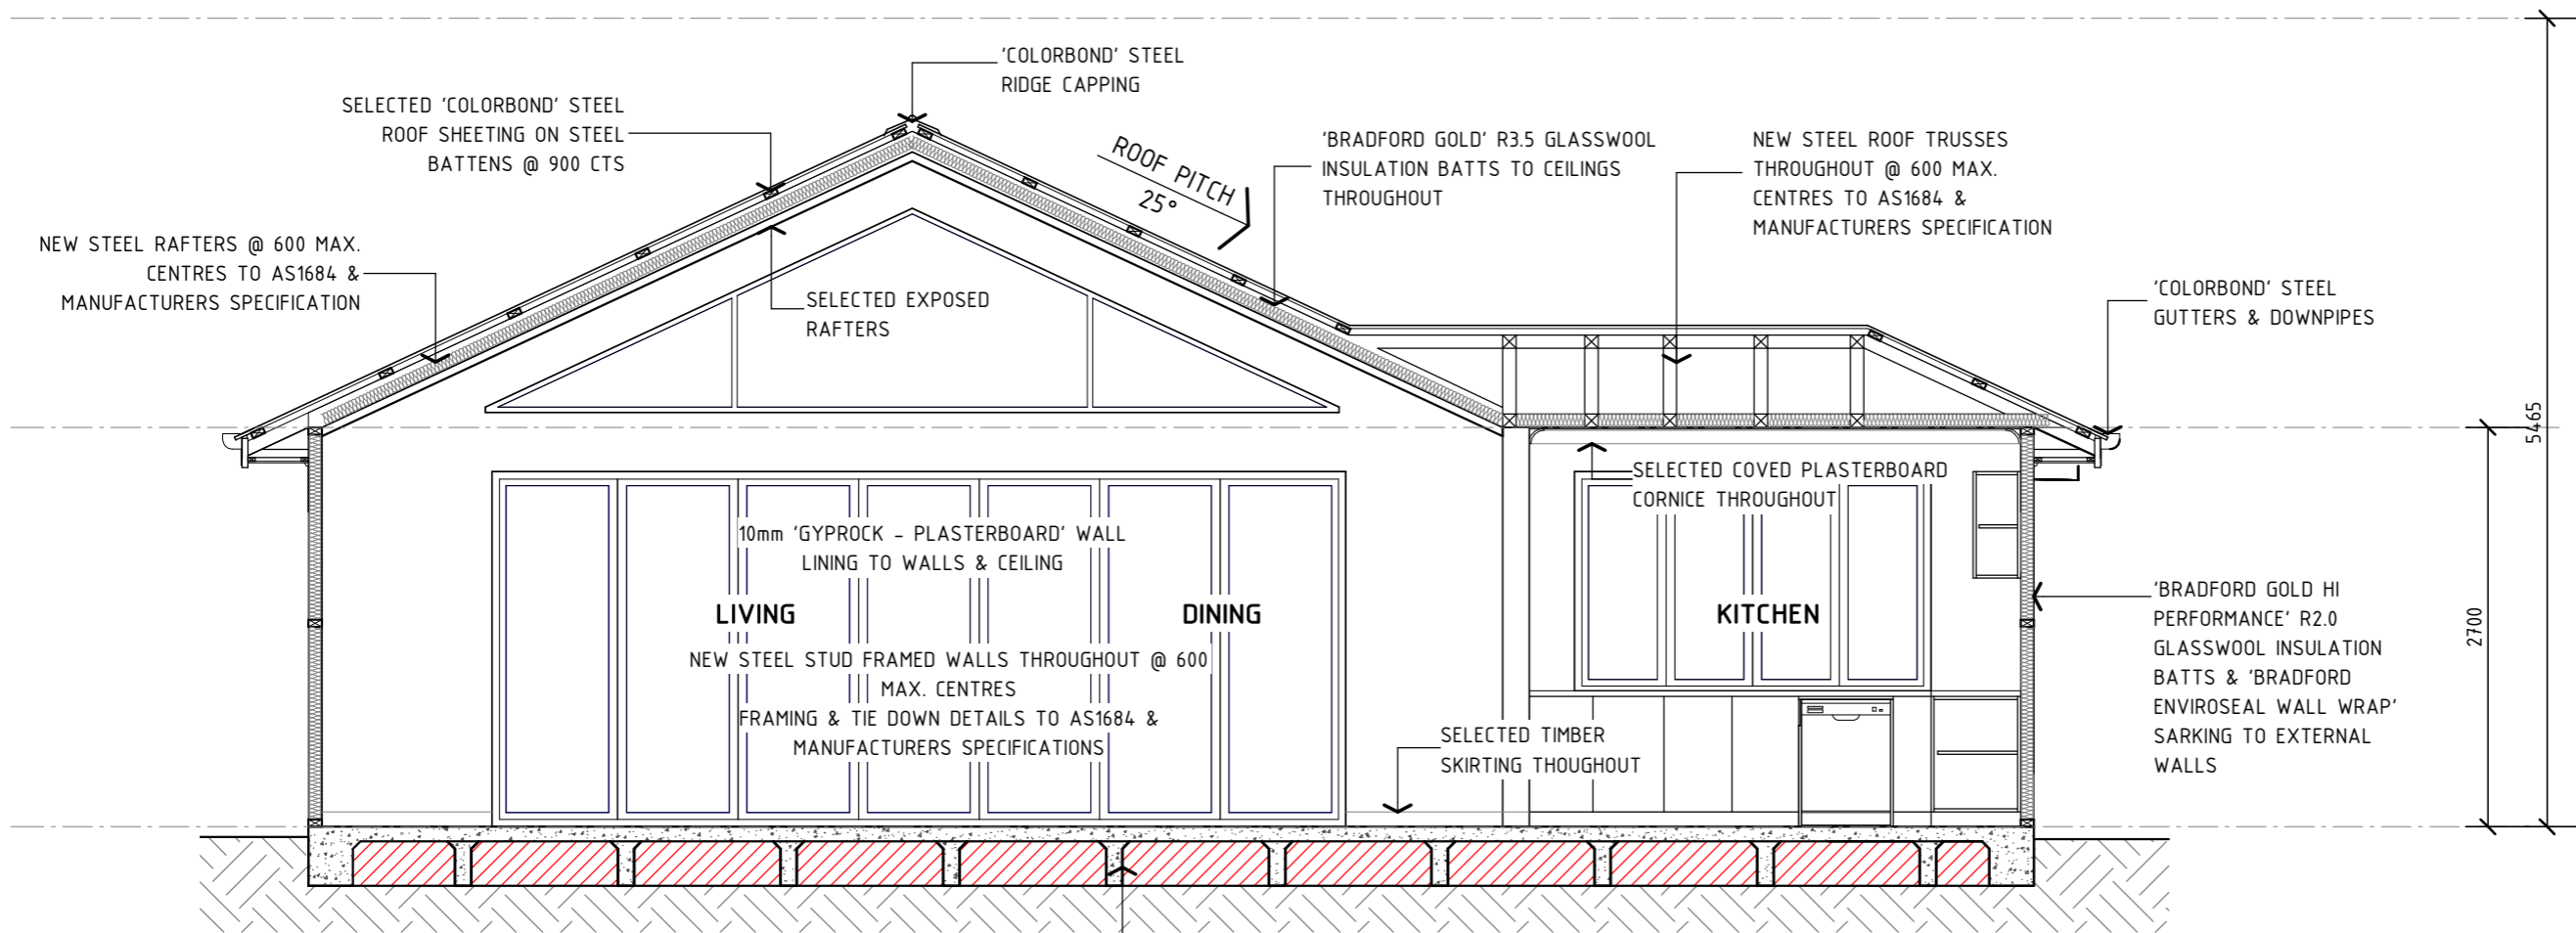 'COLORBOND' STEEL
RIDGE CAPPING
SELECTED 'COLORBOND' STEEL
ROOF SHEETING ON STEEL
BATTENS @ 900 CTS
ROOF PITCH
25°
'BRADFORD GOLD' R3.5 GLASSWOOL
INSULATION BATTS TO CEILINGS
THROUGHOUT
NEW STEEL ROOF TRUSSES
THROUGHOUT @ 600 MAX.
CENTRES TO AS1684 &
MANUFACTURERS SPECIFICATION
NEW STEEL RAFTERS @ 600 MAX.
CENTRES TO AS1684 &
MANUFACTURERS SPECIFICATION
SELECTED EXPOSED
RAFTERS
'COLORBOND' STEEL
GUTTERS & DOWNPIPES
5465
SELECTED COVED PLASTERBOARD
CORNICE THROUGHOUT
10mm 'GYPROCK - PLASTERBOARD' WALL
LINING TO WALLS & CEILING
LIVING
DINING
KITCHEN
'BRADFORD GOLD HI
PERFORMANCE' R2.0
GLASSWOOL INSULATION
BATTS & 'BRADFORD
ENVIROSEAL WALL WRAP'
SARKING TO EXTERNAL
WALLS
2700
NEW STEEL STUD FRAMED WALLS THROUGHOUT @ 600
MAX. CENTRES
FRAMING & TIE DOWN DETAILS TO AS1684 &
MANUFACTURERS SPECIFICATIONS
SELECTED TIMBER
SKIRTING THOUGHOUT